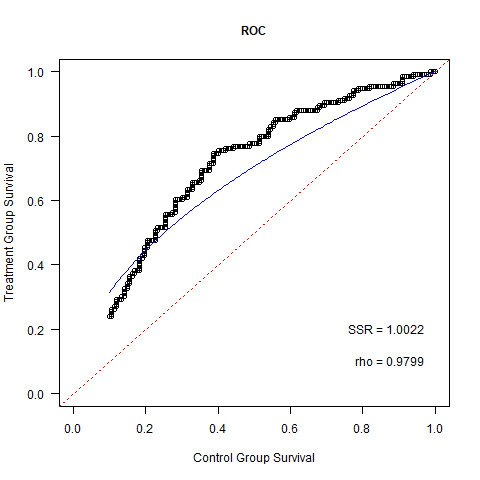 ROC
Treatment Group Survival
1.0
0.8
0.6
0.4
0.2
0.0
SSR = 1.0022
rho = 0.9799
0.0 0.2 0.4 0.6 0.8 1.0
Control Group Survival